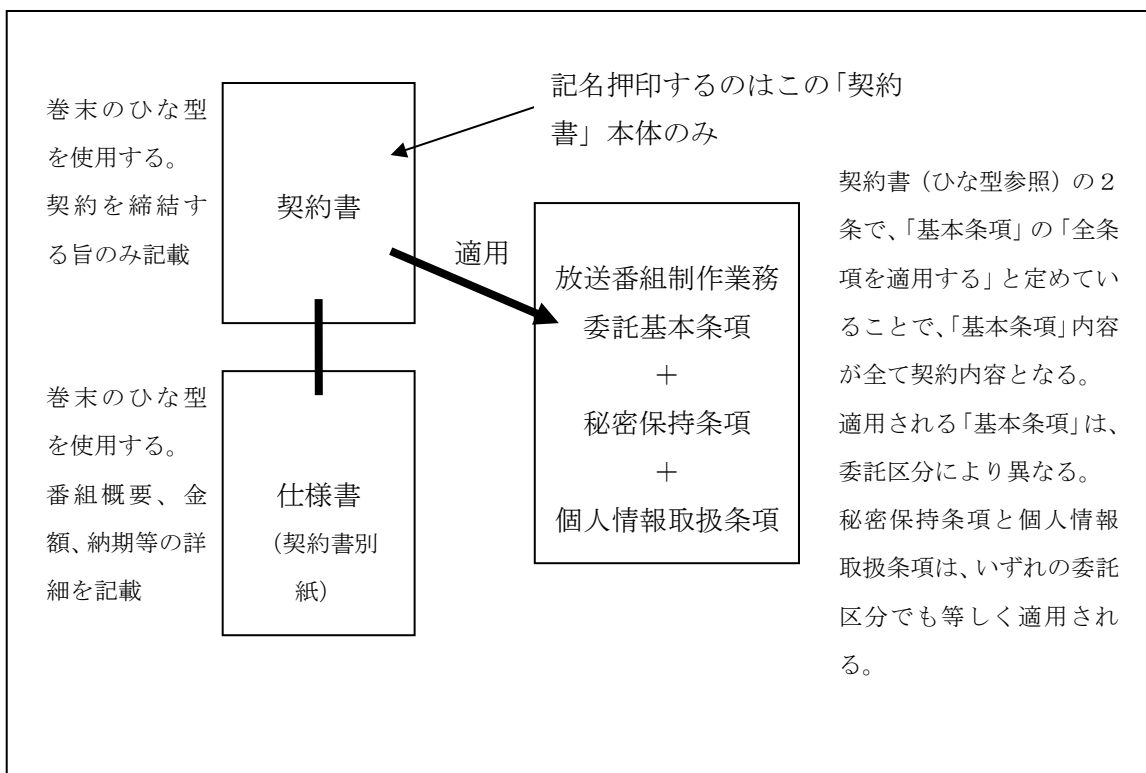 巻末のひな型
を使用する。
契約を締結す
る旨のみ記載
契約書
記名押印するのはこの「契約
書」本体のみ
適用
放送番組制作業務
委託基本条項
＋
秘密保持条項
＋
個人情報取扱条項
契約書（ひな型参照）の２
条で、「基本条項」の「全条
項を適用する」と定めてい
ることで、「基本条項」内容
が全て契約内容となる。
適用される「基本条項」は、
委託区分により異なる。
秘密保持条項と個人情報
取扱条項は、いずれの委託
区分でも等しく適用され
る。
巻末のひな型
を使用する。
番組概要、金
額、納期等の詳
細を記載
仕様書
（契約書別
紙）